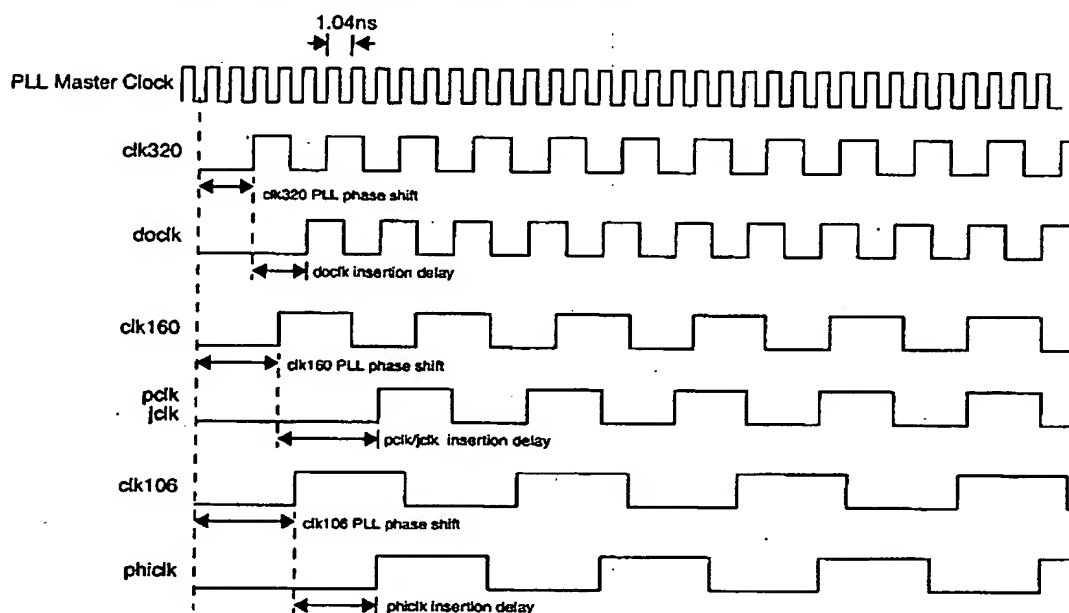 1.04ns
PLL Master Clock
clk320
clk320 PLL phase shift
doclk
doclk insertion delay
clk160
clk160 PLL phase shift
pclk
jclk
pclk/jclk insertion delay
clk106
clk106 PLL phase shift
phiclk
phiclk insertion delay